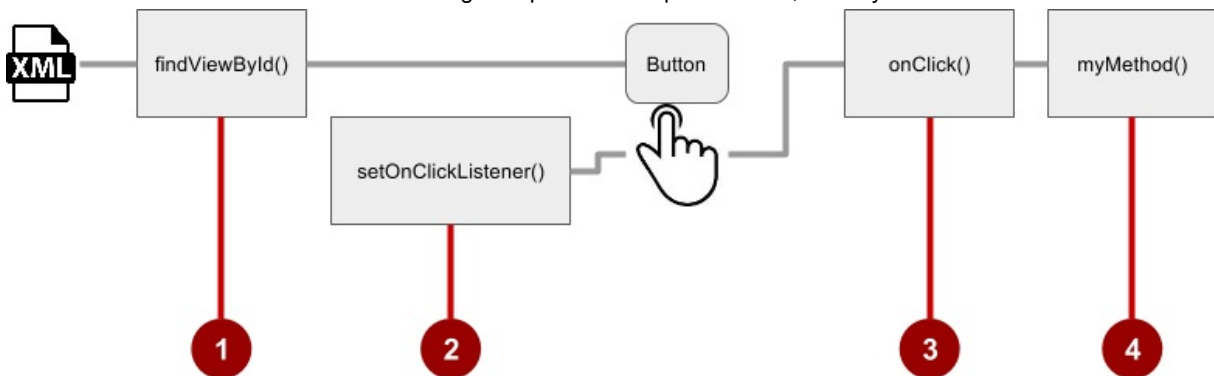 XML
findViewById()
Button
onClick()
myMethod()
setOnClickListener()
1
2
3
4